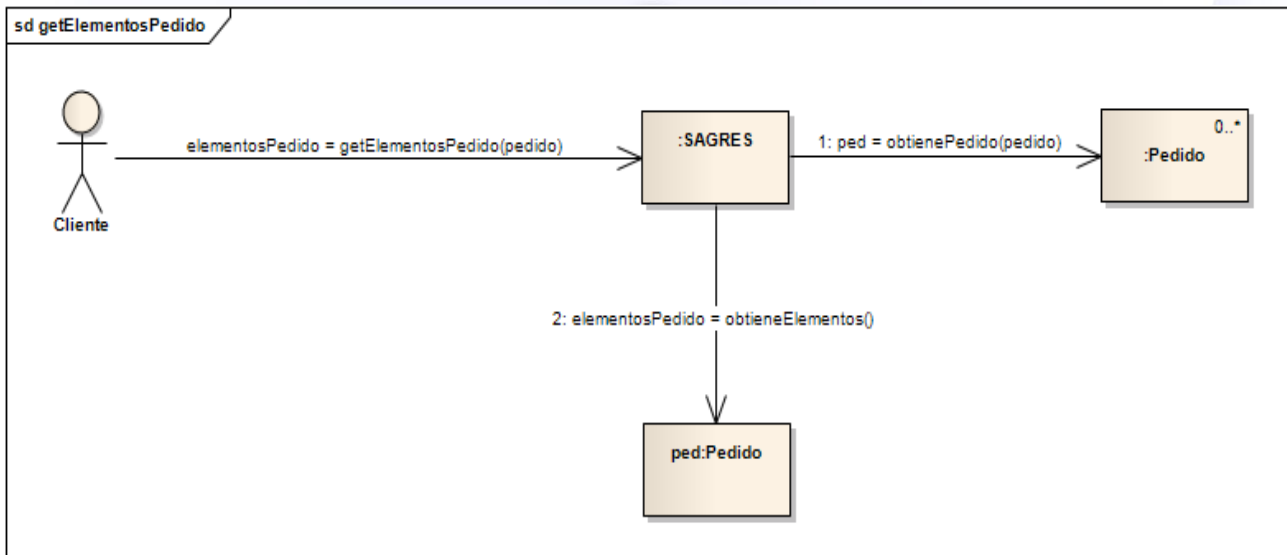 sd getElementosPedido
elementosPedido = getElementosPedido(pedido)
:SAGRES
1: ped = obtienePedido(pedido)
0..*
:Pedido
Cliente
2: elementosPedido = obtieneElementos()
ped:Pedido